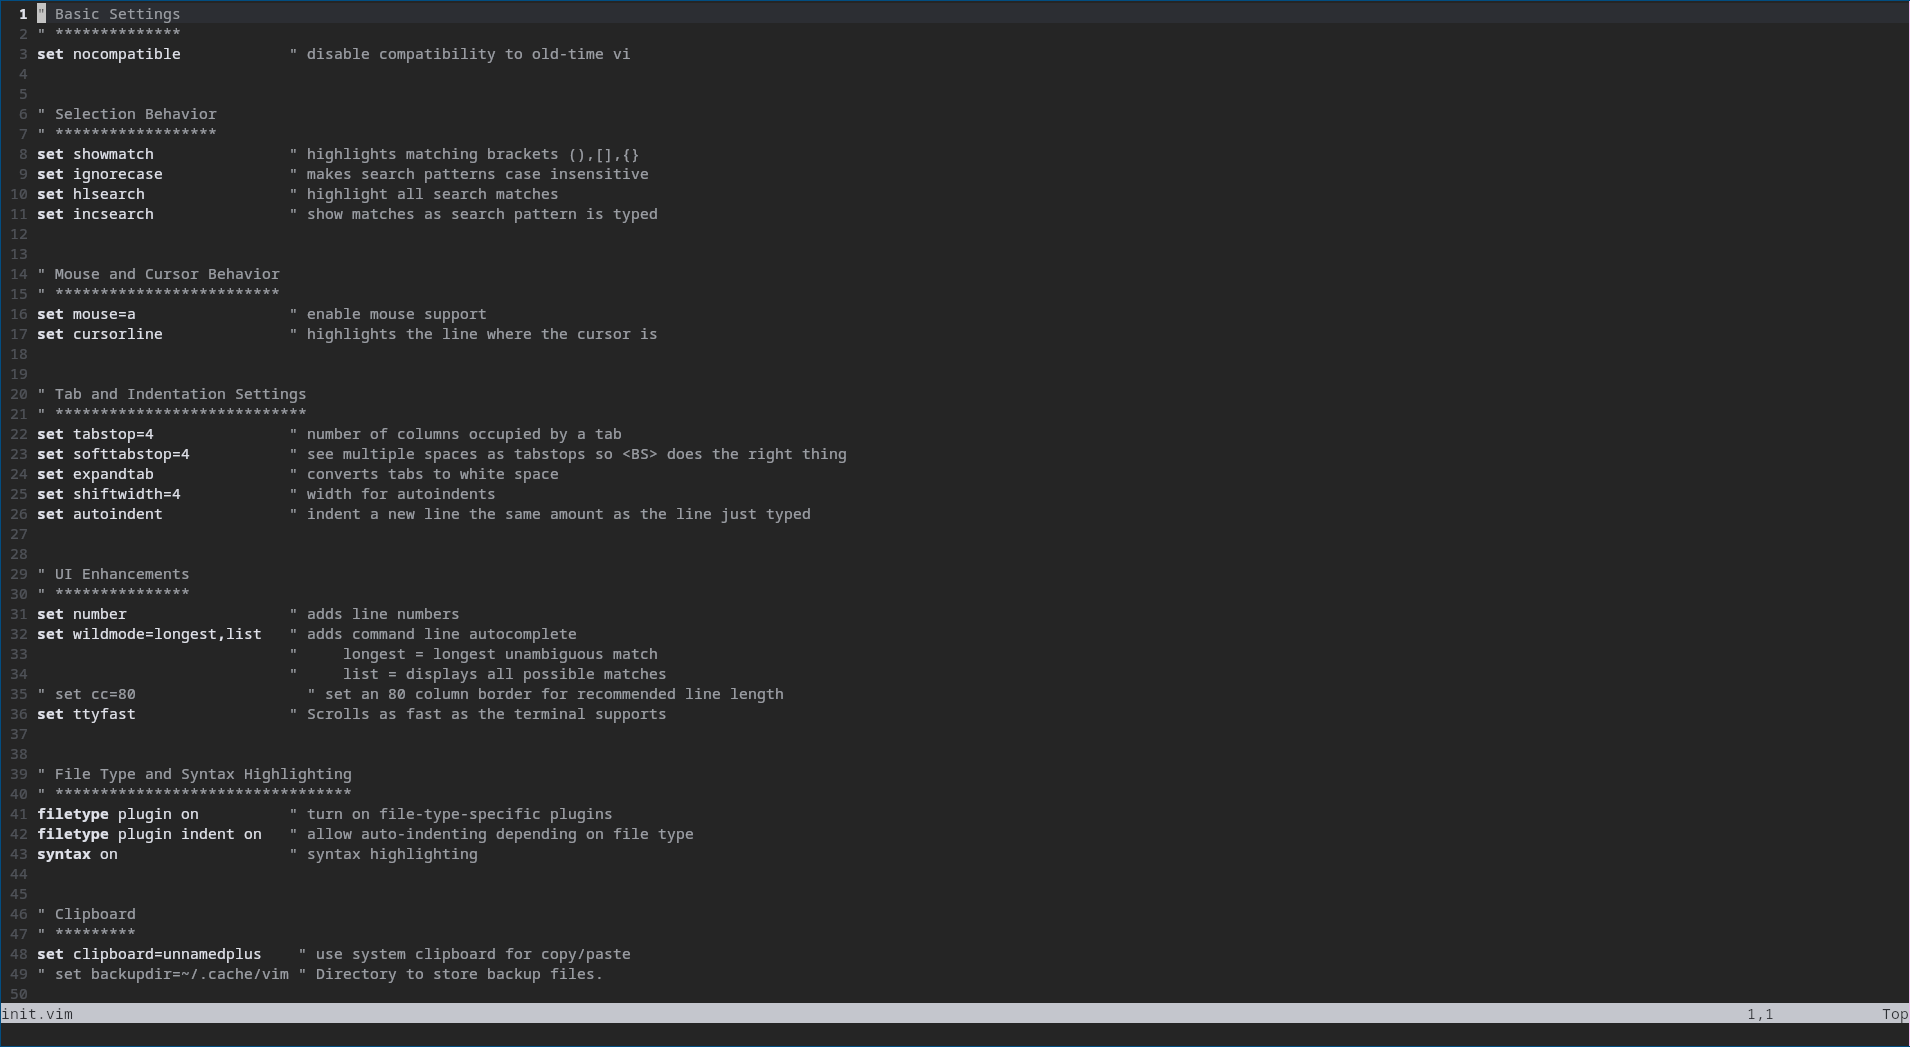 1 " Basic Settings
2 " **************
3 set nocompatible            " disable compatibility to old-time vi
4
5
6 " Selection Behavior
7 " ******************
8 set showmatch               " highlights matching brackets (),[],{}
9 set ignorecase              " makes search patterns case insensitive
10 set hlsearch                " highlight all search matches
11 set incsearch               " show matches as search pattern is typed
12
13
14 " Mouse and Cursor Behavior
15 " *************************
16 set mouse=a                 " enable mouse support
17 set cursorline              " highlights the line where the cursor is
18
19
20 " Tab and Indentation Settings
21 " ****************************
22 set tabstop=4               " number of columns occupied by a tab
23 set softtabstop=4           " see multiple spaces as tabstops so <BS> does the right thing
24 set expandtab               " converts tabs to white space
25 set shiftwidth=4            " width for autoindents
26 set autoindent              " indent a new line the same amount as the line just typed
27
28
29 " UI Enhancements
30 " ***************
31 set number                  " adds line numbers
32 set wildmode=longest,list   " adds command line autocomplete
33                             "     longest = longest unambiguous match
34                             "     list = displays all possible matches
35 " set cc=80                   " set an 80 column border for recommended line length
36 set ttyfast                 " Scrolls as fast as the terminal supports
37
38
39 " File Type and Syntax Highlighting
40 " *********************************
41 filetype plugin on          " turn on file-type-specific plugins
42 filetype plugin indent on   " allow auto-indenting depending on file type
43 syntax on                   " syntax highlighting
44
45
46 " Clipboard
47 " *********
48 set clipboard=unnamedplus    " use system clipboard for copy/paste
49 " set backupdir=~/.cache/vim " Directory to store backup files.
50
init.vim 1,1 Top